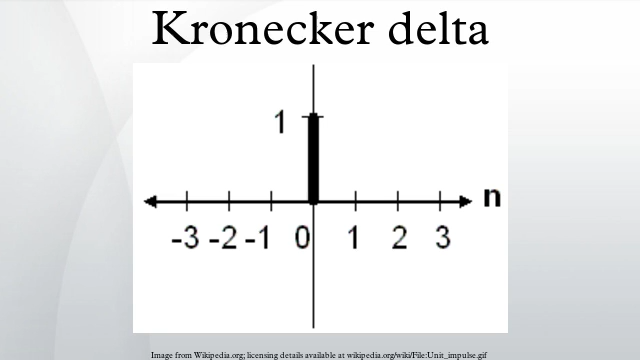 Kronecker delta
1
n
-3 -2 -1 0 1 2 3
Image from Wikipedia.org; licensing details available at wikipedia.org/wiki/File:Unit_impulse.gif